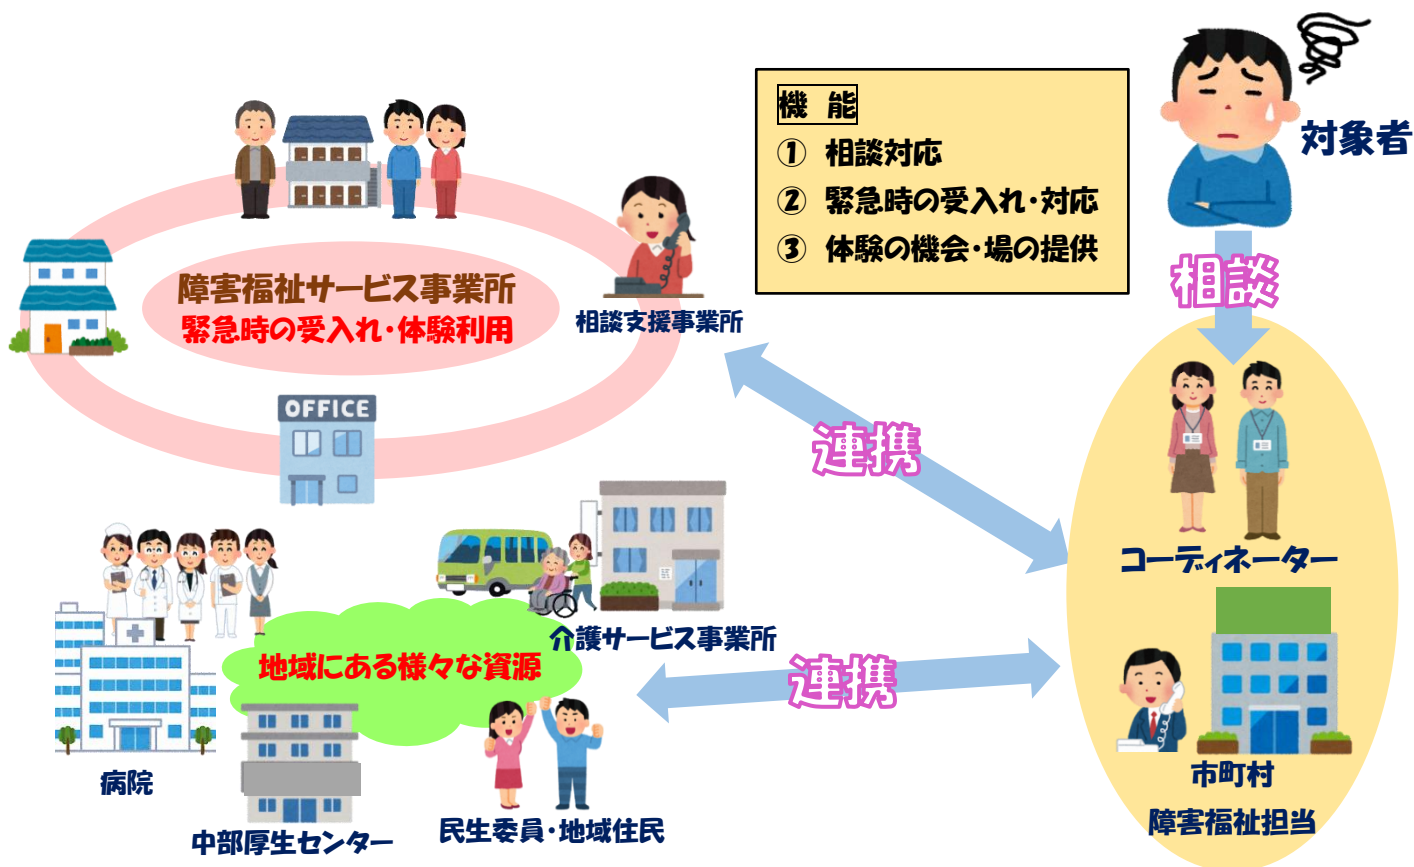 機 能
① 相談対応
② 緊急時の受入れ・対応
③ 体験の機会・場の提供
対象者
相談
障害福祉サービス事業所
緊急時の受入れ・体験利用
相談支援事業所
OFFICE
連携
コーディネーター
介護サービス事業所
地域にある様々な資源
連携
病院
中部厚生センター
民生委員・地域住民
市町村
障害福祉担当